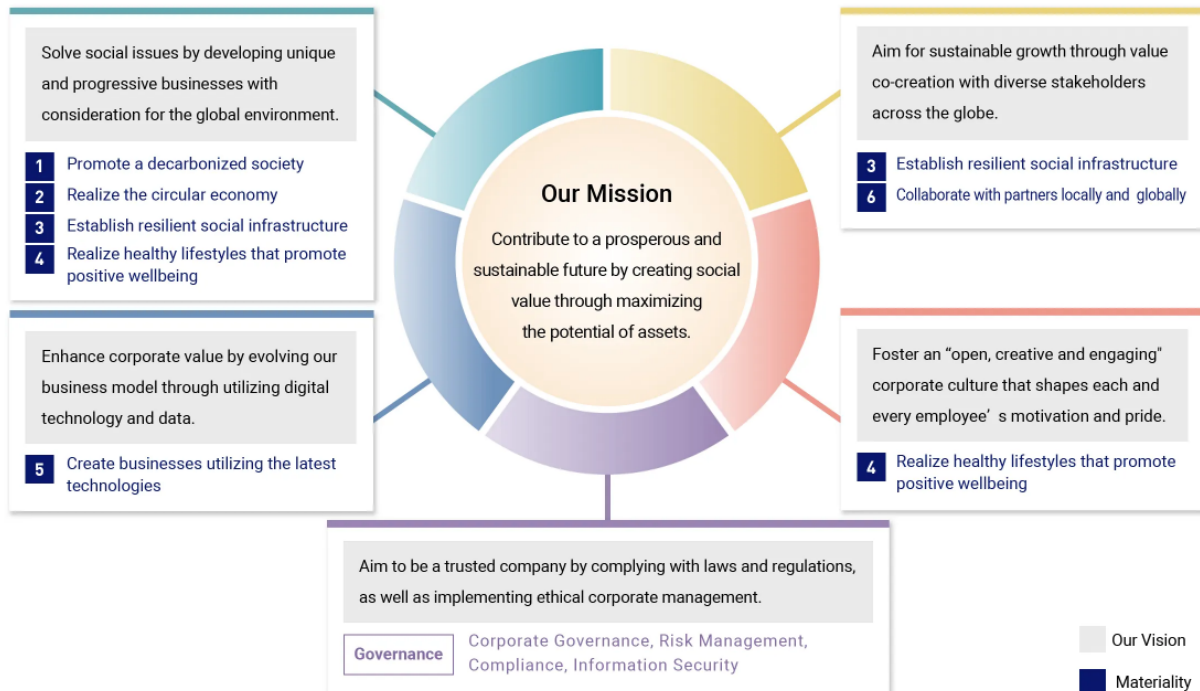 Solve social issues by developing unique
and progressive businesses with
consideration for the global environment.
1 Promote a decarbonized society
2 Realize the circular economy
3 Establish resilient social infrastructure
4 Realize healthy lifestyles that promote
positive wellbeing
Aim for sustainable growth through value
co-creation with diverse stakeholders
across the globe.
3 Establish resilient social infrastructure
6 Collaborate with partners locally and globally
Our Mission
Contribute to a prosperous and
sustainable future by creating social
value through maximizing
the potential of assets.
Enhance corporate value by evolving our
business model through utilizing digital
technology and data.
5 Create businesses utilizing the latest
technologies
Foster an “open, creative and engaging"
corporate culture that shapes each and
every employee’ s motivation and pride.
4 Realize healthy lifestyles that promote
positive wellbeing
Aim to be a trusted company by complying with laws and regulations,
as well as implementing ethical corporate management.
Governance
Corporate Governance, Risk Management,
Compliance, Information Security
Our Vision
Materiality